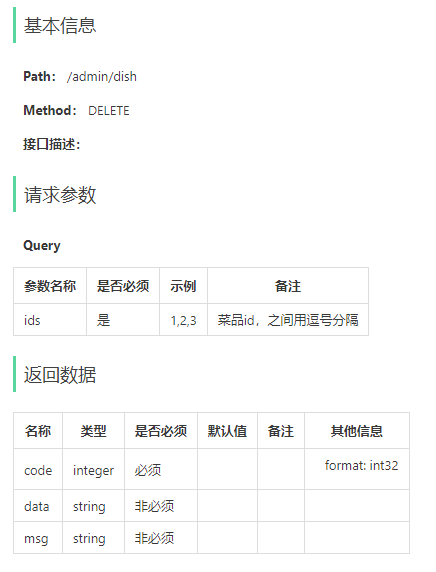 基本信息
Path： /admin/dish
Method： DELETE
接口描述：
请求参数
Query
参数名称 是否必须 示例 备注
ids 是 1,2,3 菜品id，之间用逗号分隔
返回数据
名称 类型 是否必须 默认值 备注 其他信息
code integer 必须 format: int32
data string 非必须
msg string 非必须